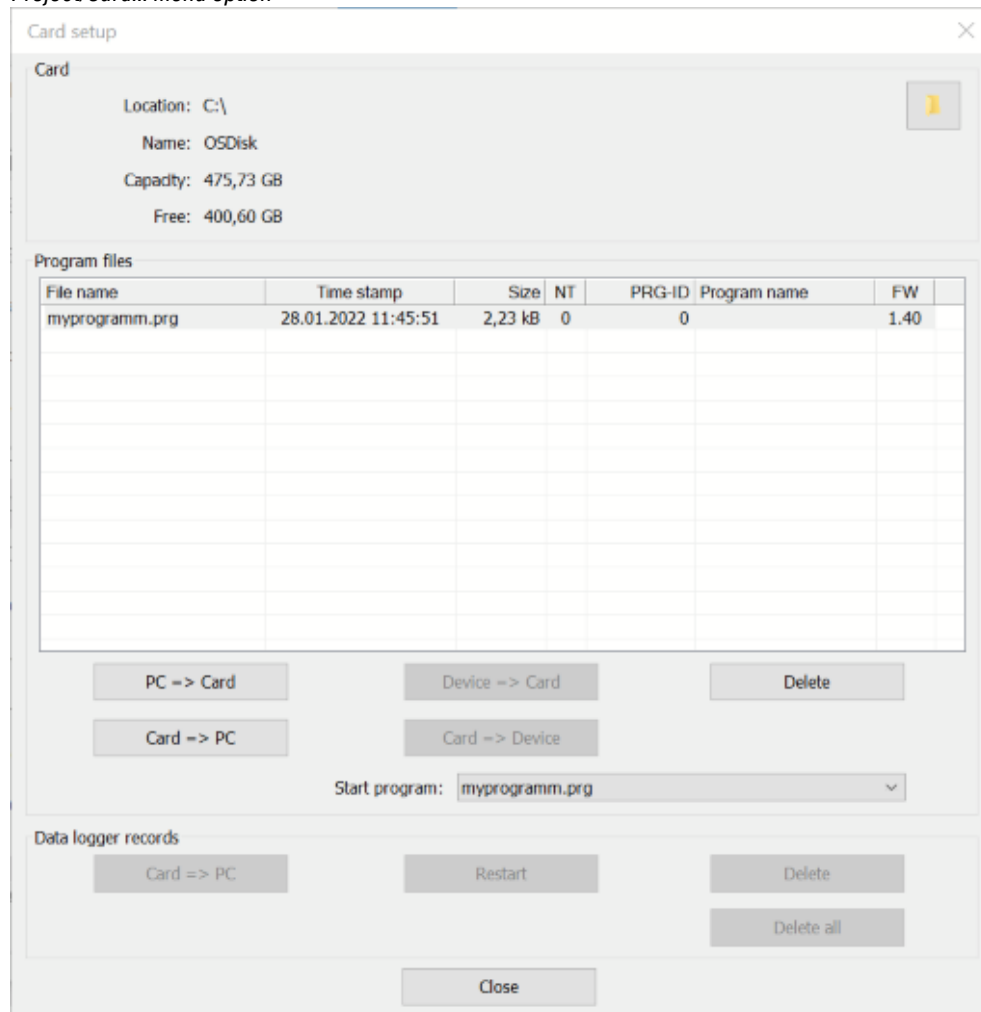 Project/Card... menu option
Card setup
Card
Location: C:\
Name: OSDisk
Capacity: 475,73 GB
Free: 400,60 GB
Program files
File name Time stamp Size NT PRG-ID Program name FW
myprogramm.prg 28.01.2022 11:45:51 2,23 kB 0 0 1.40
PC => Card Device => Card Delete
Card => PC Card => Device
Start program: myprogramm.prg
Data logger records
Card => PC Restart Delete
Delete all
Close